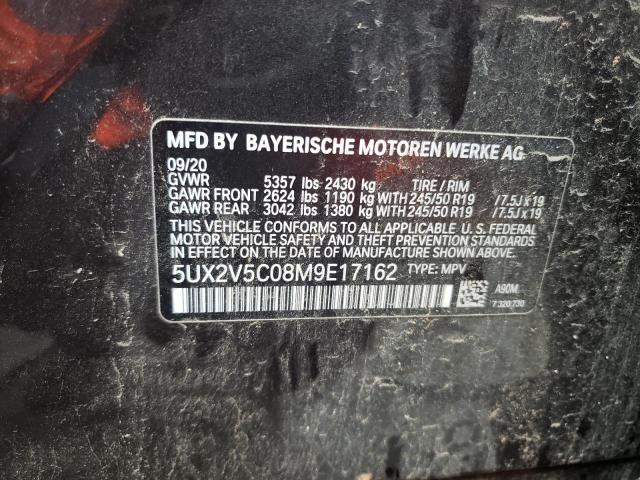 MFD BY BAYERISCHE MOTOREN WERKE AG
09/20
GVWR 5357 lbs 2430 kg TIRE / RIM
GAWR FRONT 2624 lbs 1190 kg WITH 245/50 R19 /7.5J x 19
GAWR REAR 3042 lbs 1380 kg WITH 245/50 R19 /7.5J x 19
THIS VEHICLE CONFORMS TO ALL APPLICABLE U. S. FEDERAL
MOTOR VEHICLE SAFETY AND THEFT PREVENTION STANDARDS
IN EFFECT ON THE DATE OF MANUFACTURE SHOWN ABOVE.
5UX2V5C08M9E17162 TYPE: MPV
A90M
7 320 730